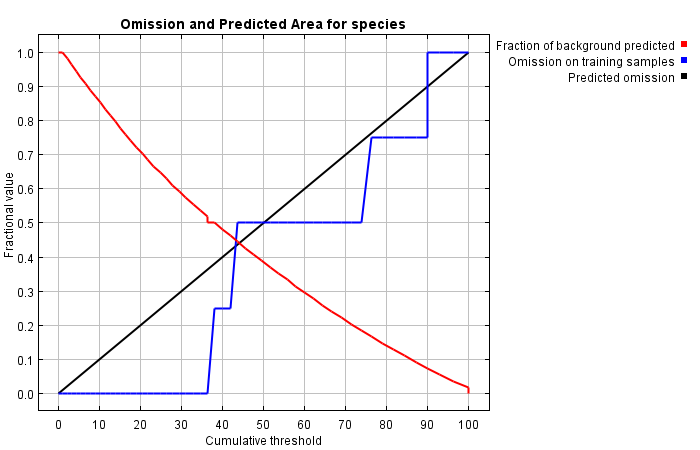 Omission and Predicted Area for species
Fraction of background predicted
Omission on training samples
Predicted omission
Fractional value
1.0
0.9
0.8
0.7
0.6
0.5
0.4
0.3
0.2
0.1
0.0
0 10 20 30 40 50 60 70 80 90 100
Cumulative threshold